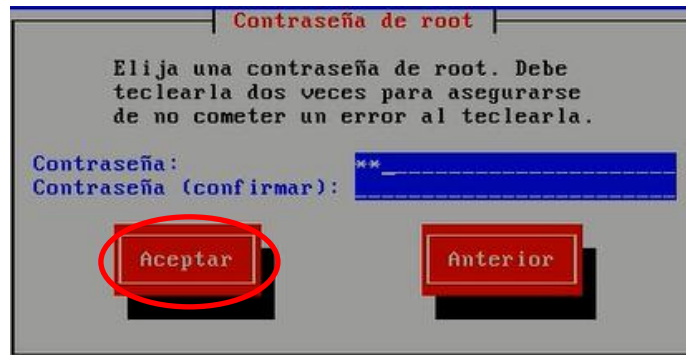 Contraseña de root
Elija una contraseña de root. Debe
teclearla dos veces para asegurarse
de no cometer un error al teclearla.
Contraseña: **_
Contraseña (confirmar):
Aceptar Anterior